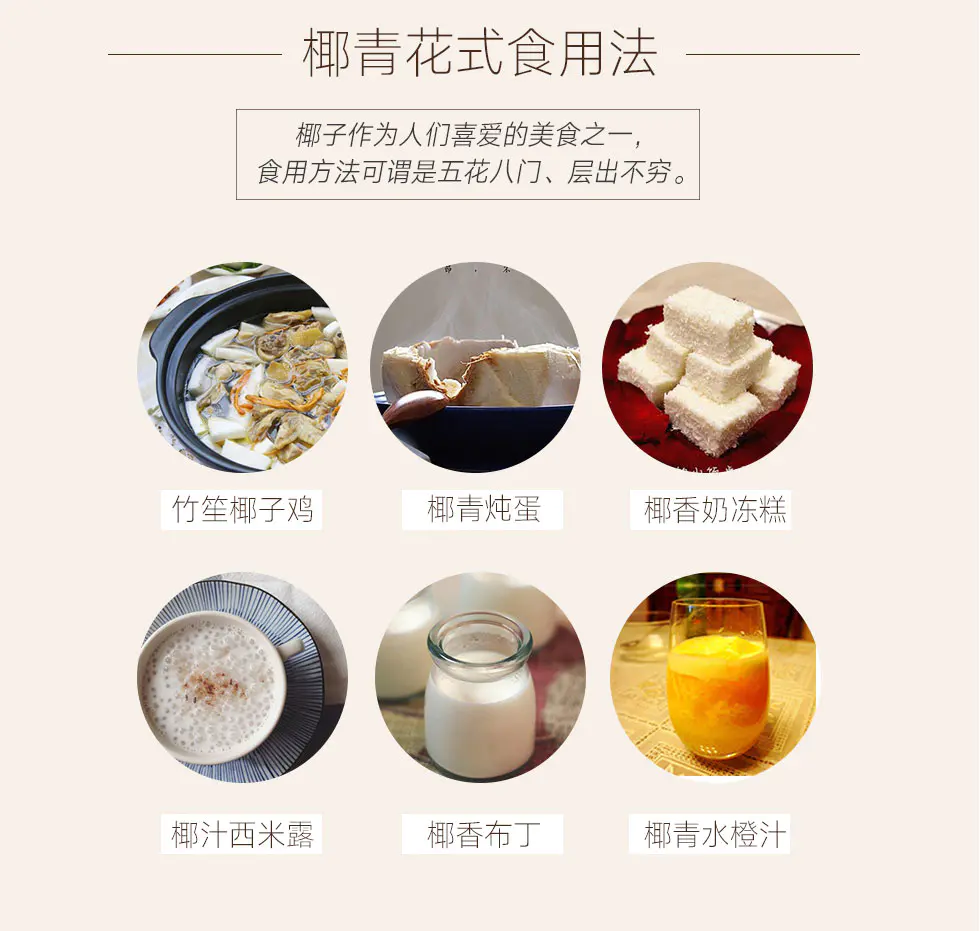 椰青花式食用法
椰子作为人们喜爱的美食之一，
食用方法可谓是五花八门、层出不穷。
竹笙椰子鸡
椰青炖蛋
椰香奶冻糕
椰汁西米露
椰香布丁
椰青水橙汁